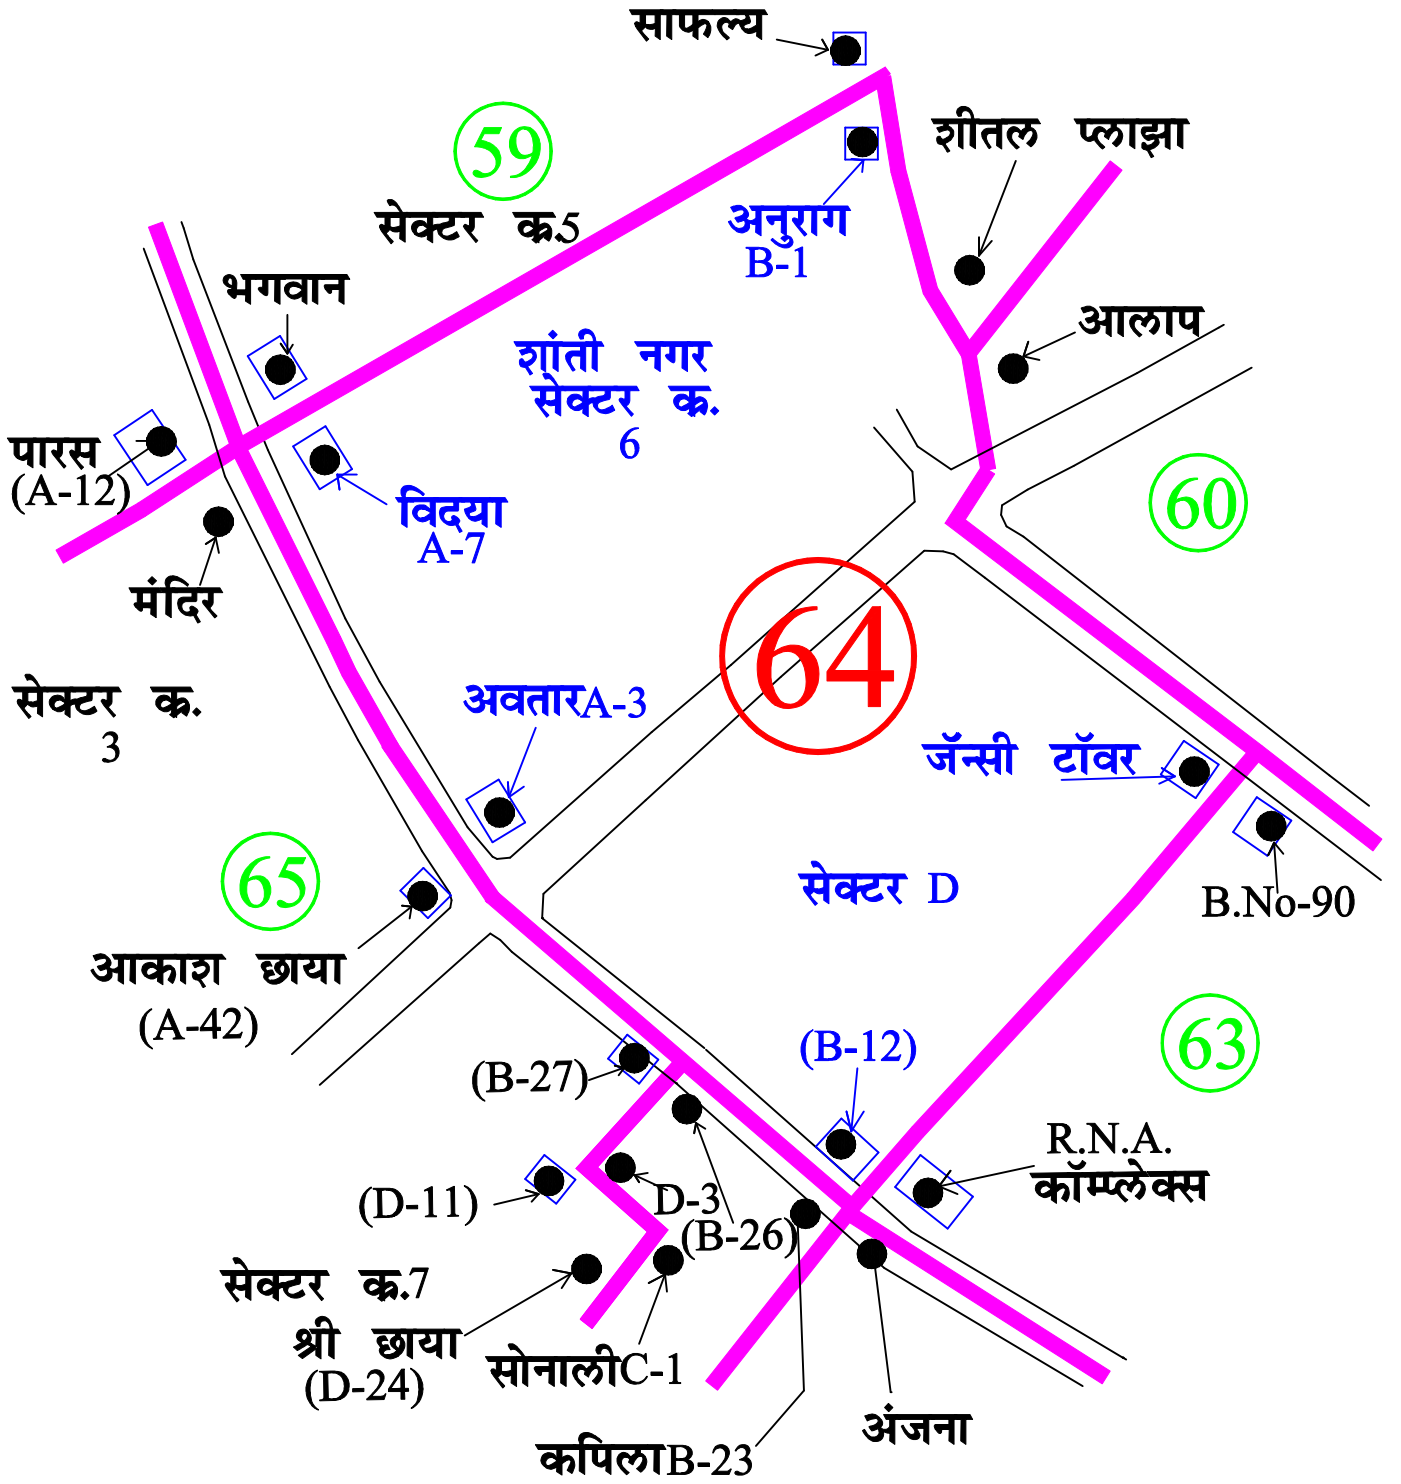 साफल्य
59
शीतल प्लाझा
सेक्टर क्र.5
अनुराग
B-1
भगवान
आलाप
शांती नगर
सेक्टर क्र.
6
पारस
(A-12)
विदया
A-7
60
मंदिर
64
सेक्टर क्र.
3
अवतारA-3
जॅन्सी टॉवर
65
सेक्टर D
B.No-90
आकाश छाया
(A-42)
63
(B-27)
(B-12)
R.N.A.
कॉम्प्लेक्स
(D-11)
D-3
(B-26)
सेक्टर क्र.7
श्री छाया
(D-24)
सोनालीC-1
अंजना
कपिलाB-23